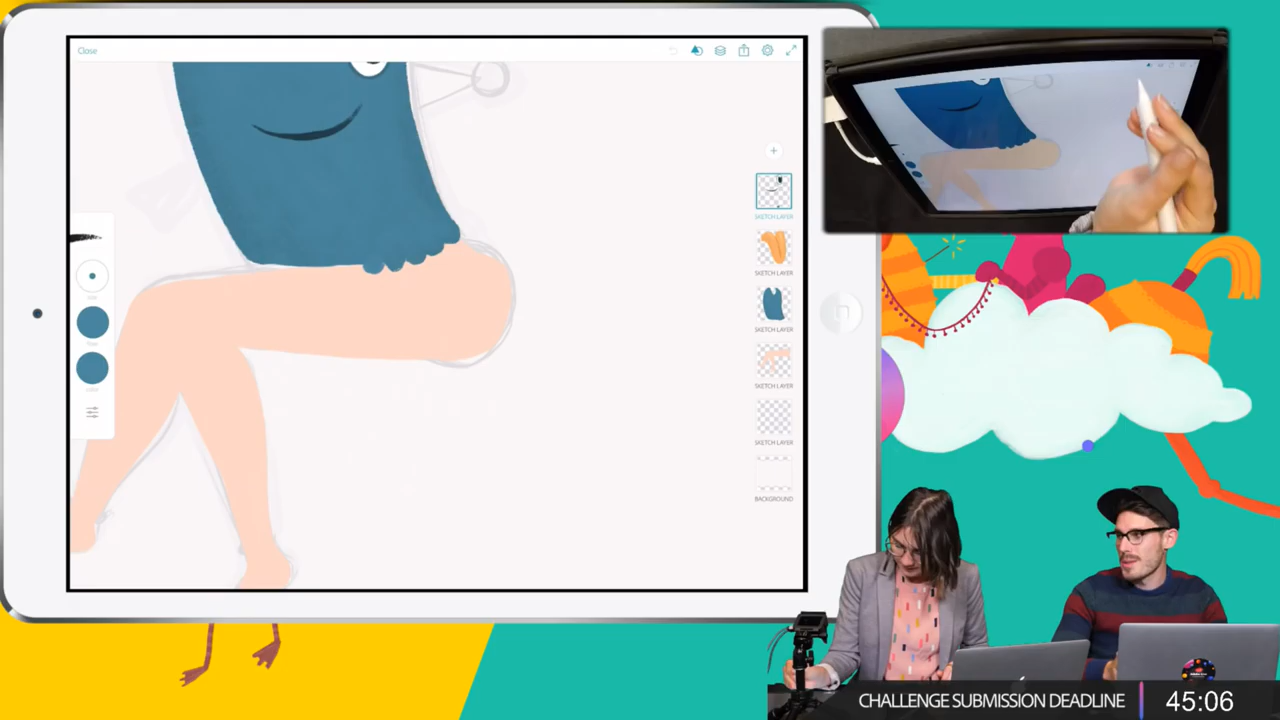 Close
SKETCH LAYER
SKETCH LAYER
SKETCH LAYER
SKETCH LAYER
SKETCH LAYER
BACKGROUND
CHALLENGE SUBMISSION DEADLINE
45:06